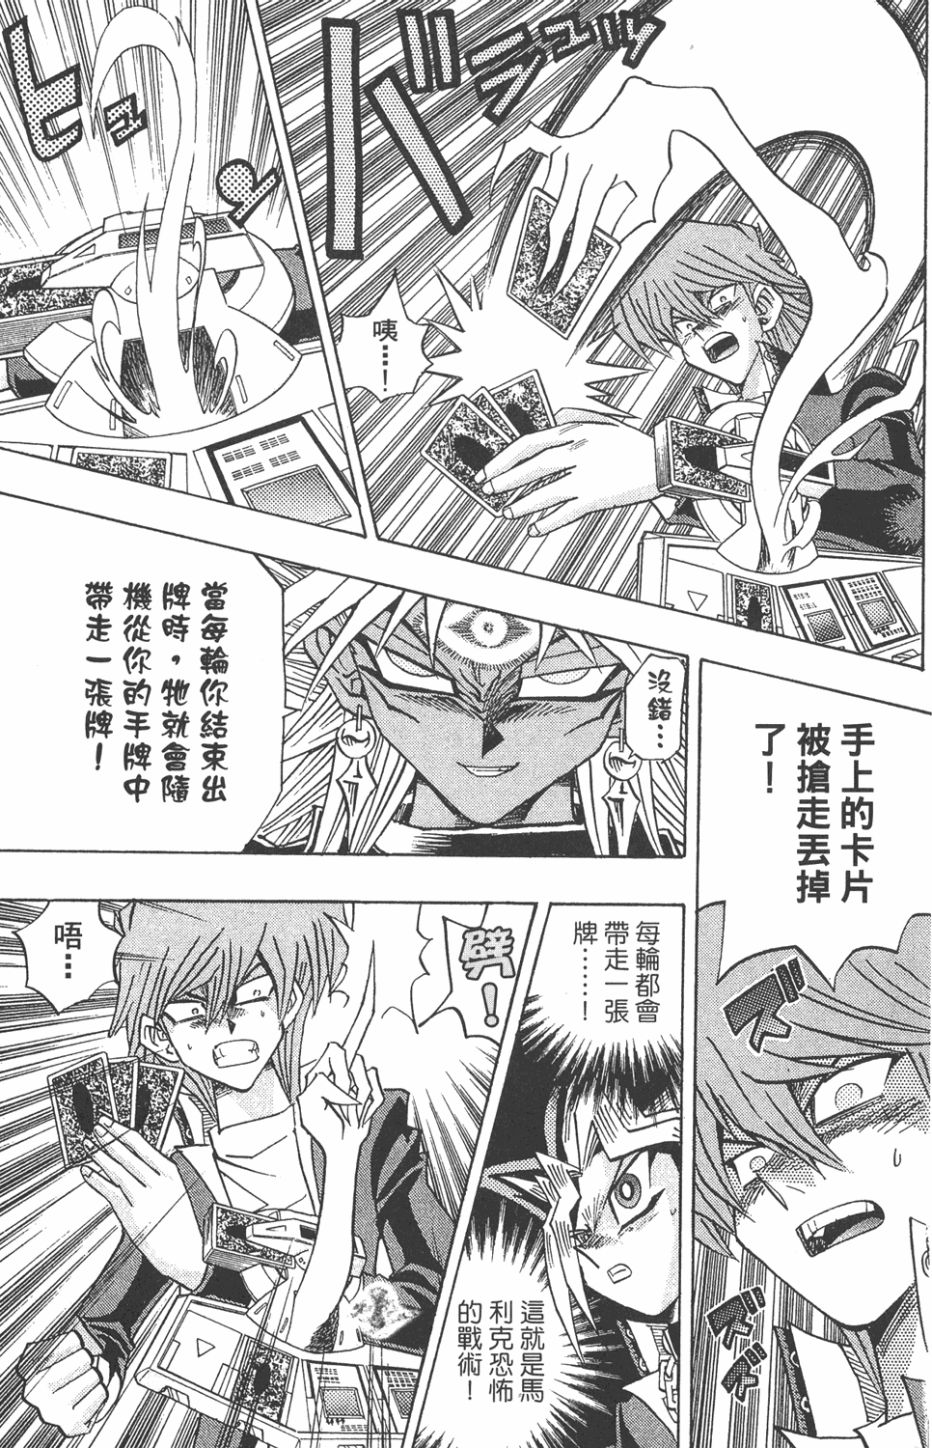 バラッ
咦…！
ヒュ
手上的卡片
被搶走丟掉
了！
沒錯…
當每輪你結束出
牌時，牠就會隨
機從你的手牌中
帶走一張牌！
ズズ
每輪都會
帶走一張
牌……！
這就是馬
利克恐怖
的戰術！
劈！
唔…